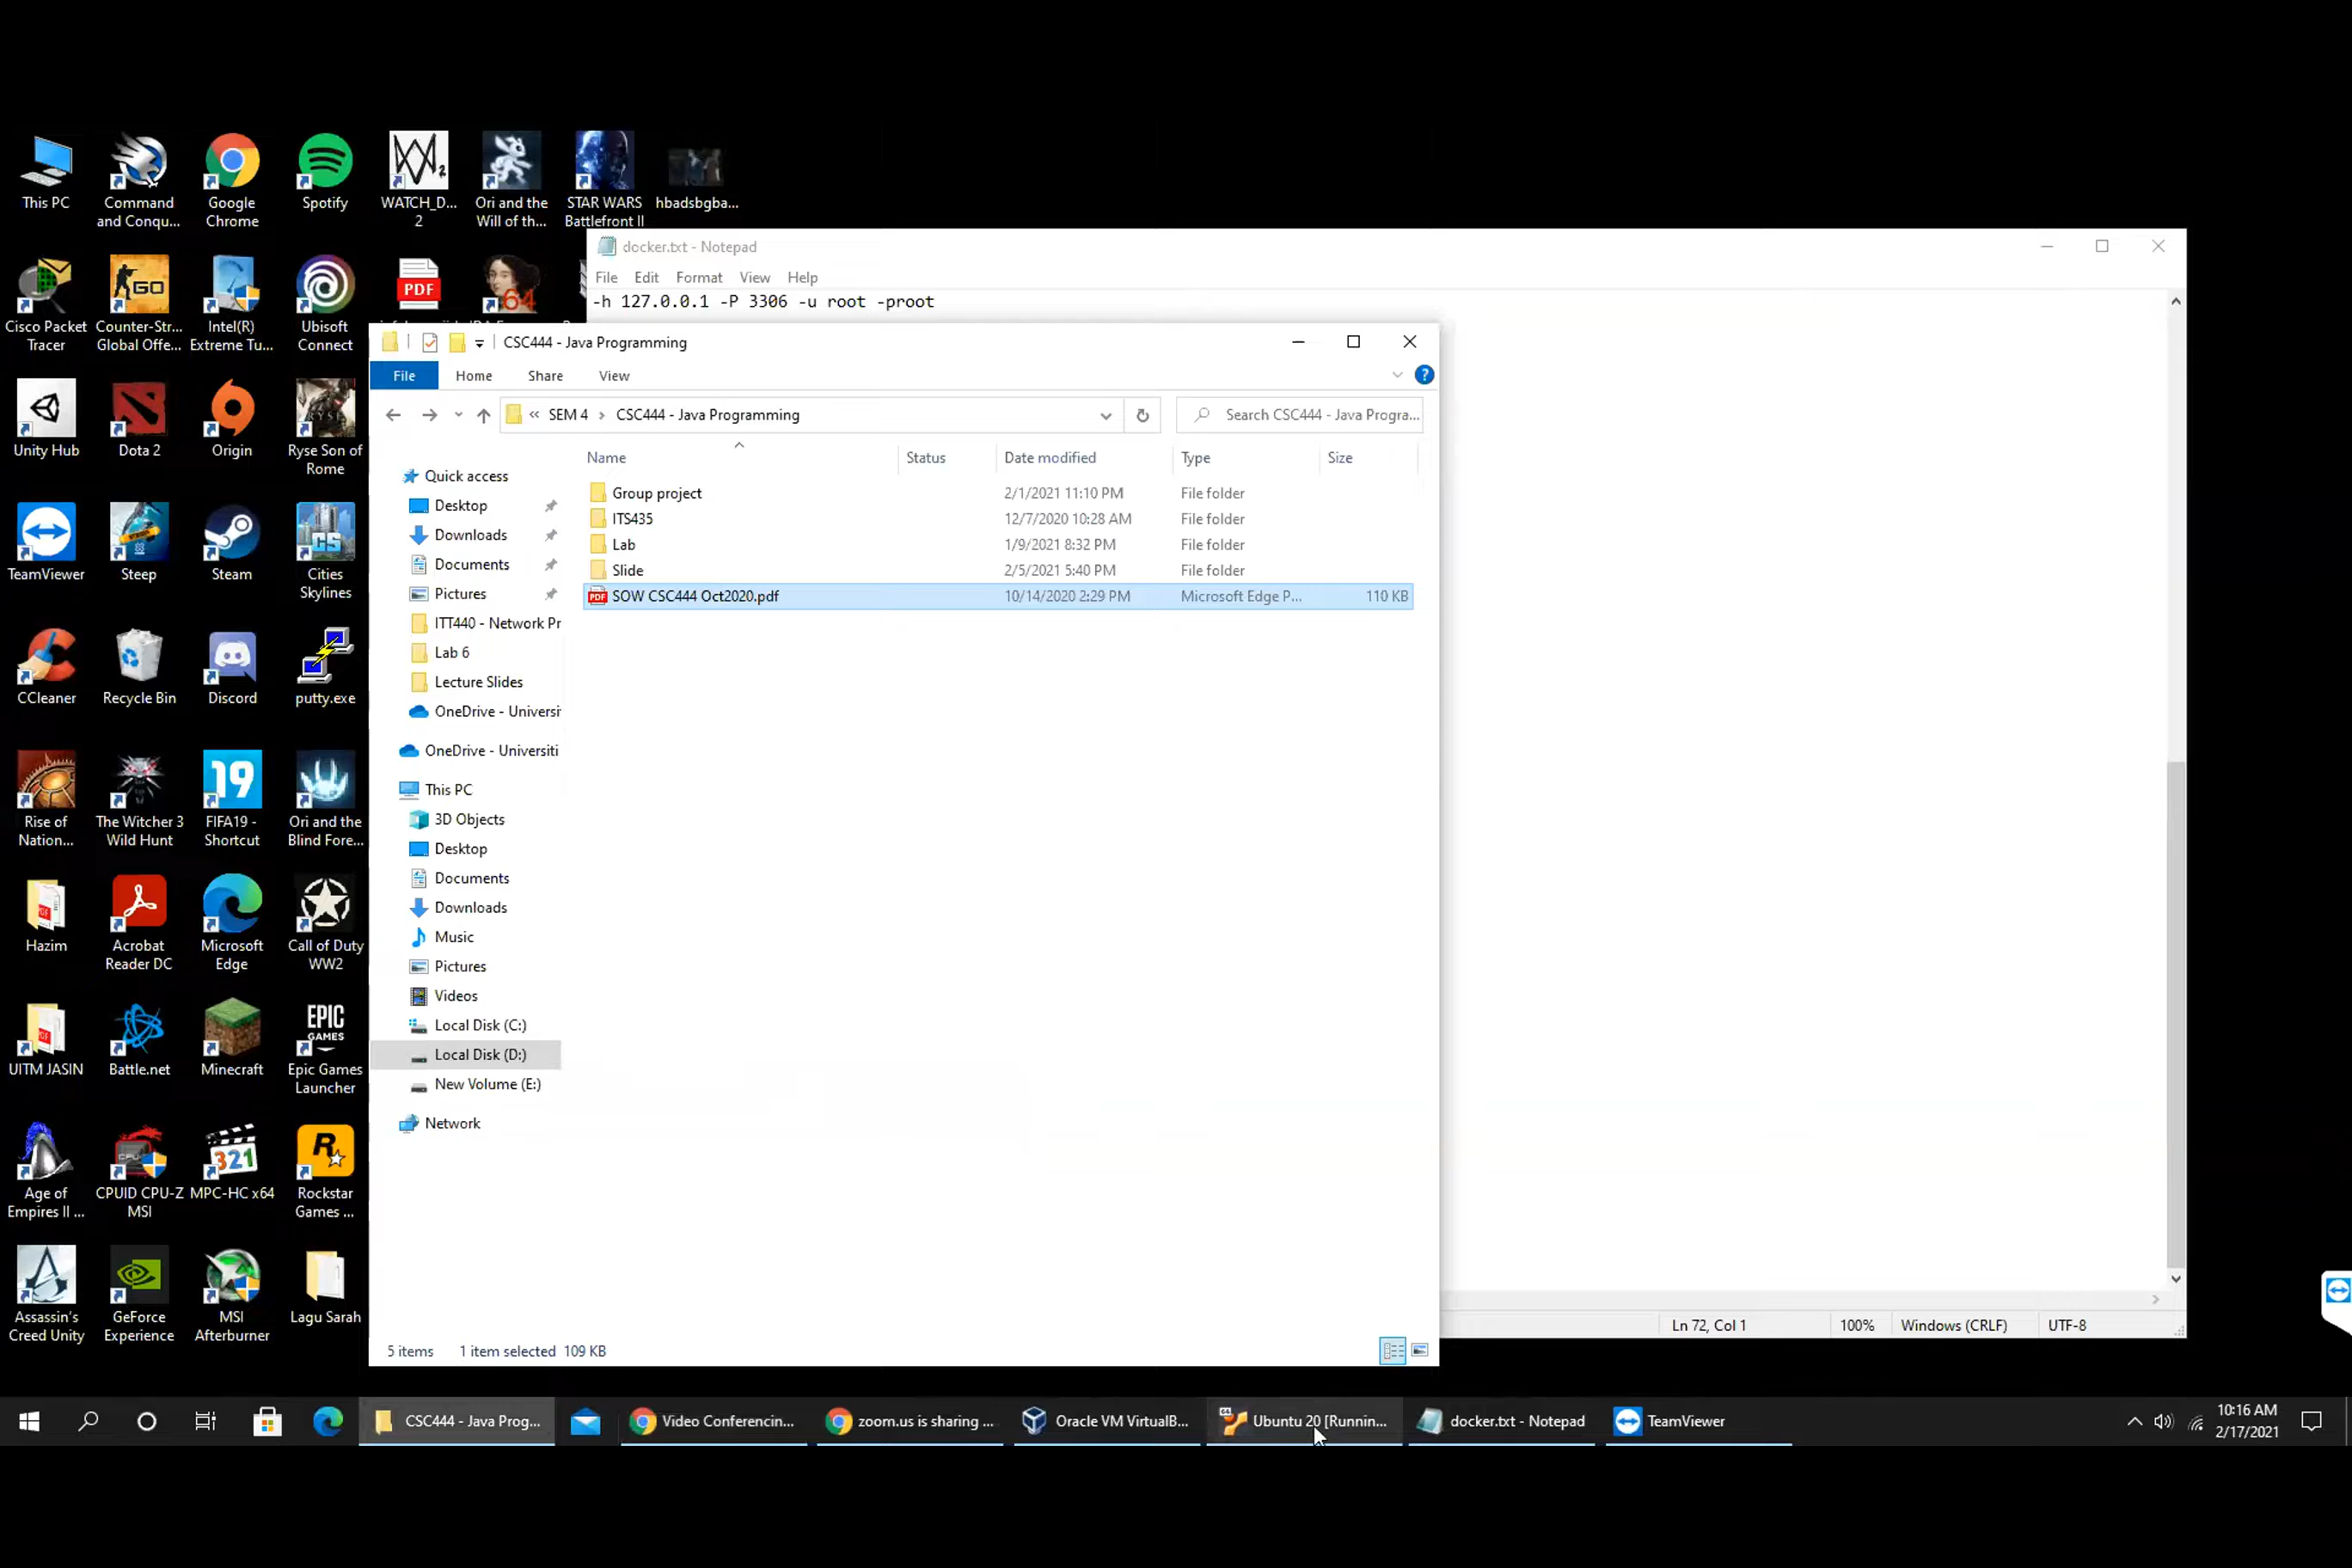 This PC
Command and Conqu...
Google Chrome
Spotify
WATCH_D... 2
Ori and the Will of th...
STAR WARS Battlefront II
hbadsbgba...
Cisco Packet Tracer
Counter-Str... Global Offe...
Intel(R) Extreme Tu...
Ubisoft Connect
PDF
64
Unity Hub
Dota 2
Origin
Ryse Son of Rome
TeamViewer
Steep
Steam
Cities Skylines
CCleaner
Recycle Bin
Discord
putty.exe
Rise of Nation...
The Witcher 3 Wild Hunt
FIFA19 - Shortcut
Ori and the Blind Fore...
Hazim
Acrobat Reader DC
Microsoft Edge
Call of Duty WW2
UITM JASIN
Battle.net
Minecraft
Epic Games Launcher
Age of Empires II ...
CPUID CPU-Z MSI
MPC-HC x64
Rockstar Games ...
Assassin's Creed Unity
GeForce Experience
MSI Afterburner
Lagu Sarah
docker.txt - Notepad
File Edit Format View Help
-h 127.0.0.1 -P 3306 -u root -proot
Ln 72, Col 1 100% Windows (CRLF) UTF-8
CSC444 - Java Programming
File Home Share View
« SEM 4 › CSC444 - Java Programming
Search CSC444 - Java Progra...
Name Status Date modified Type Size
Group project 2/1/2021 11:10 PM File folder
ITS435 12/7/2020 10:28 AM File folder
Lab 1/9/2021 8:32 PM File folder
Slide 2/5/2021 5:40 PM File folder
SOW CSC444 Oct2020.pdf 10/14/2020 2:29 PM Microsoft Edge P... 110 KB
Quick access
Desktop
Downloads
Documents
Pictures
ITT440 - Network Pr
Lab 6
Lecture Slides
OneDrive - Universit
OneDrive - Universiti
This PC
3D Objects
Desktop
Documents
Downloads
Music
Pictures
Videos
Local Disk (C:)
Local Disk (D:)
New Volume (E:)
Network
5 items 1 item selected 109 KB
CSC444 - Java Prog...
Video Conferencin...
zoom.us is sharing ...
Oracle VM VirtualB...
Ubuntu 20 [Runnin...
docker.txt - Notepad
TeamViewer
10:16 AM
2/17/2021